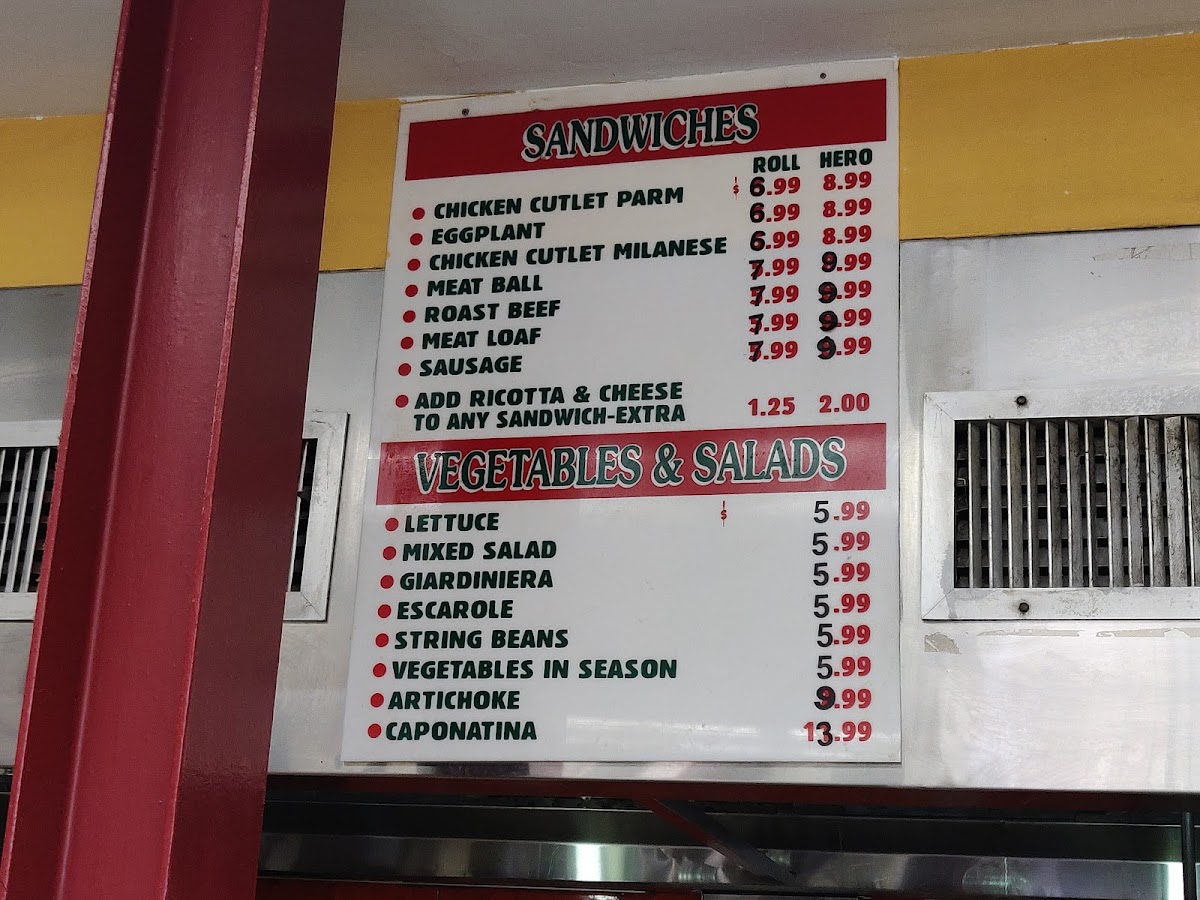 SANDWICHES
ROLL HERO
CHICKEN CUTLET PARM $ 6.99 8.99
EGGPLANT 6.99 8.99
CHICKEN CUTLET MILANESE 6.99 8.99
MEAT BALL 7.99 9.99
ROAST BEEF 7.99 9.99
MEAT LOAF 7.99 9.99
SAUSAGE 7.99 9.99
ADD RICOTTA & CHEESE
TO ANY SANDWICH-EXTRA 1.25 2.00
VEGETABLES & SALADS
LETTUCE $ 5.99
MIXED SALAD 5.99
GIARDINIERA 5.99
ESCAROLE 5.99
STRING BEANS 5.99
VEGETABLES IN SEASON 5.99
ARTICHOKE 9.99
CAPONATINA 13.99